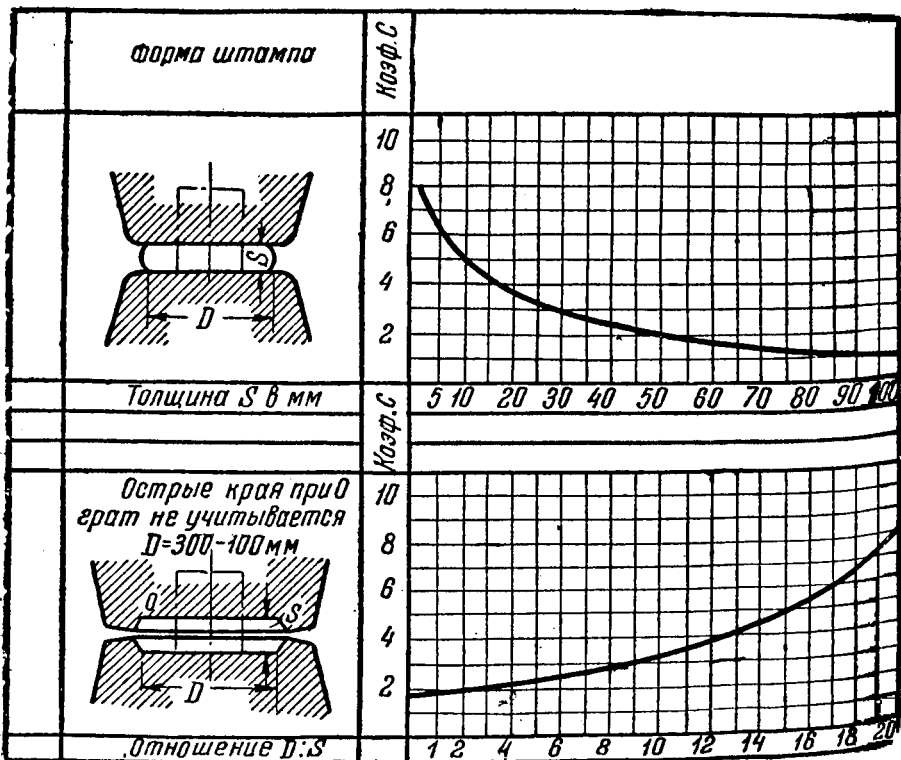 Форма штампа
Коэф. С
10
8
6
4
2
S
D
Толщина S в мм
5 10 20 30 40 50 60 70 80 90 100
Коэф. С
Острые края при О
грат не учитывается
D=300-100мм
10
8
6
4
2
О
S
D
Отношение D:S
1 2 4 6 8 10 12 14 16 18 20